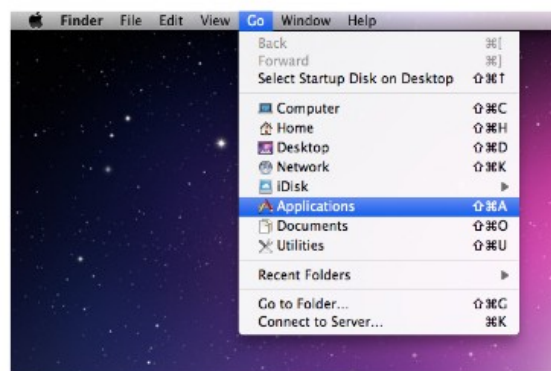 Finder File Edit View Go Window Help
Back ⌘[
Forward ⌘]
Select Startup Disk on Desktop ⇧⌘↑
Computer ⇧⌘C
Home ⇧⌘H
Desktop ⇧⌘D
Network ⇧⌘K
iDisk ▶
Applications ⇧⌘A
Documents ⇧⌘O
Utilities ⇧⌘U
Recent Folders ▶
Go to Folder... ⇧⌘G
Connect to Server... ⌘K